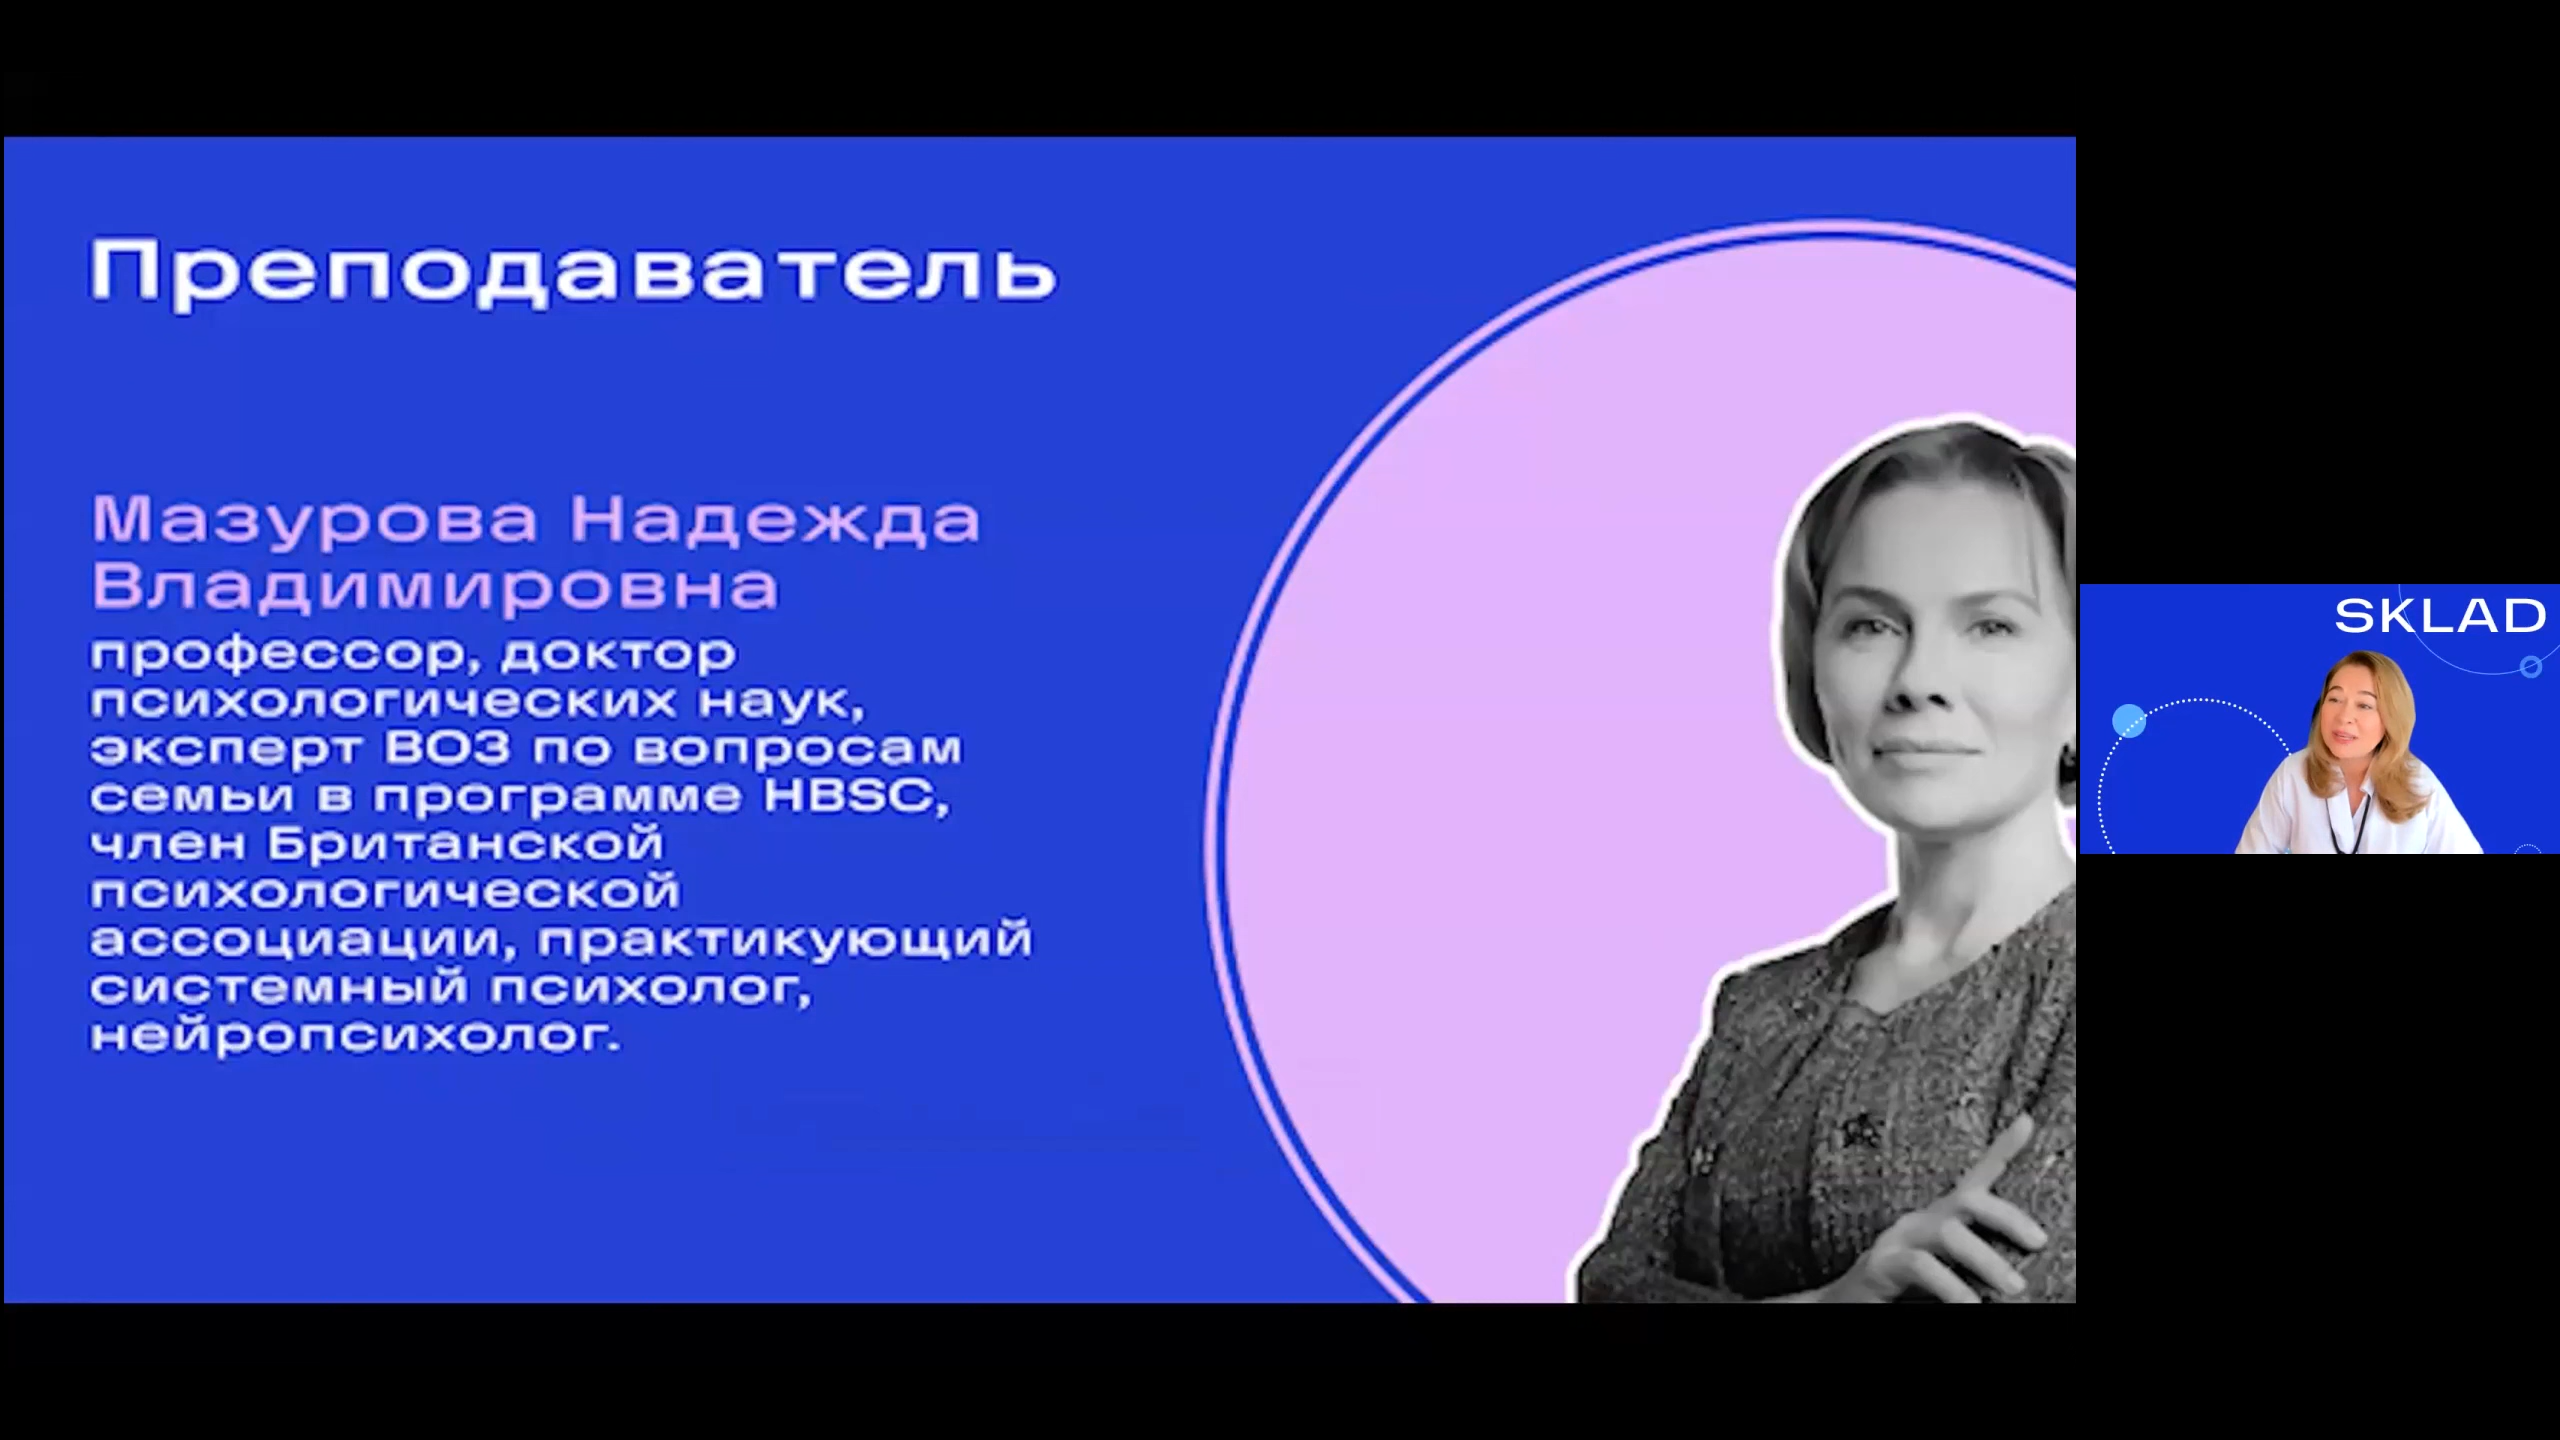 Преподаватель
Мазурова Надежда
Владимировна
профессор, доктор
психологических наук,
эксперт ВОЗ по вопросам
семьи в программе HBSC,
член Британской
психологической
ассоциации, практикующий
системный психолог,
нейропсихолог.
SKLAD